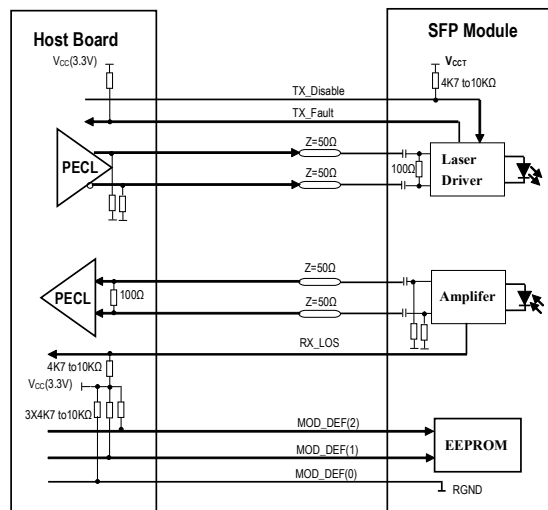 Host Board
SFP Module
VCC(3.3V)
VCCT
4K7 to10KΩ
TX_Disable
TX_Fault
PECL
Z=50Ω
Z=50Ω
100Ω
Laser
Driver
PECL
100Ω
Z=50Ω
Z=50Ω
Amplifer
RX_LOS
4K7 to10KΩ
VCC(3.3V)
3X4K7 to10KΩ
MOD_DEF(2)
MOD_DEF(1)
EEPROM
MOD_DEF(0)
RGND